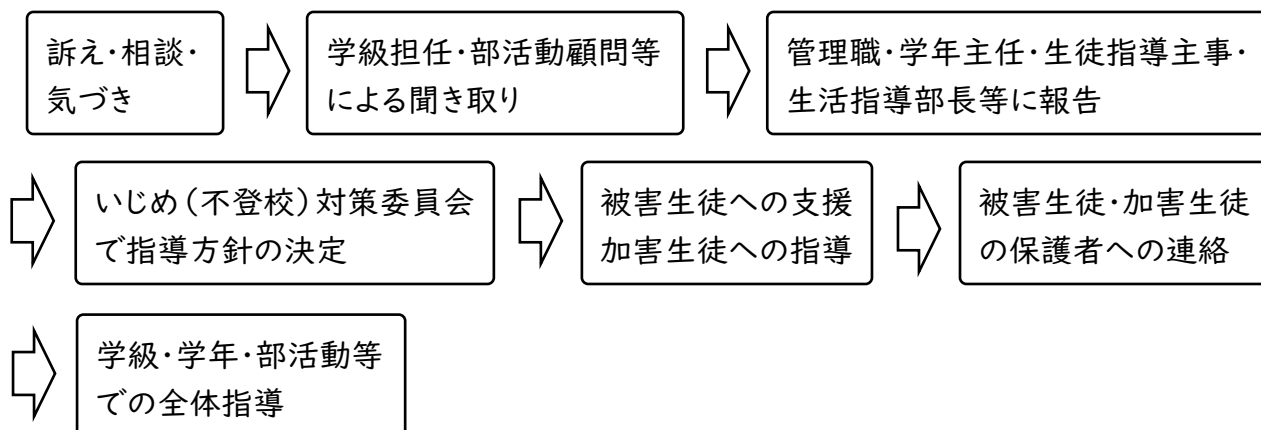 訴え・相談・
気づき
学級担任・部活動顧問等
による聞き取り
管理職・学年主任・生徒指導主事・
生活指導部長等に報告
いじめ(不登校)対策委員会
で指導方針の決定
被害生徒への支援
加害生徒への指導
被害生徒・加害生徒
の保護者への連絡
学級・学年・部活動等
での全体指導